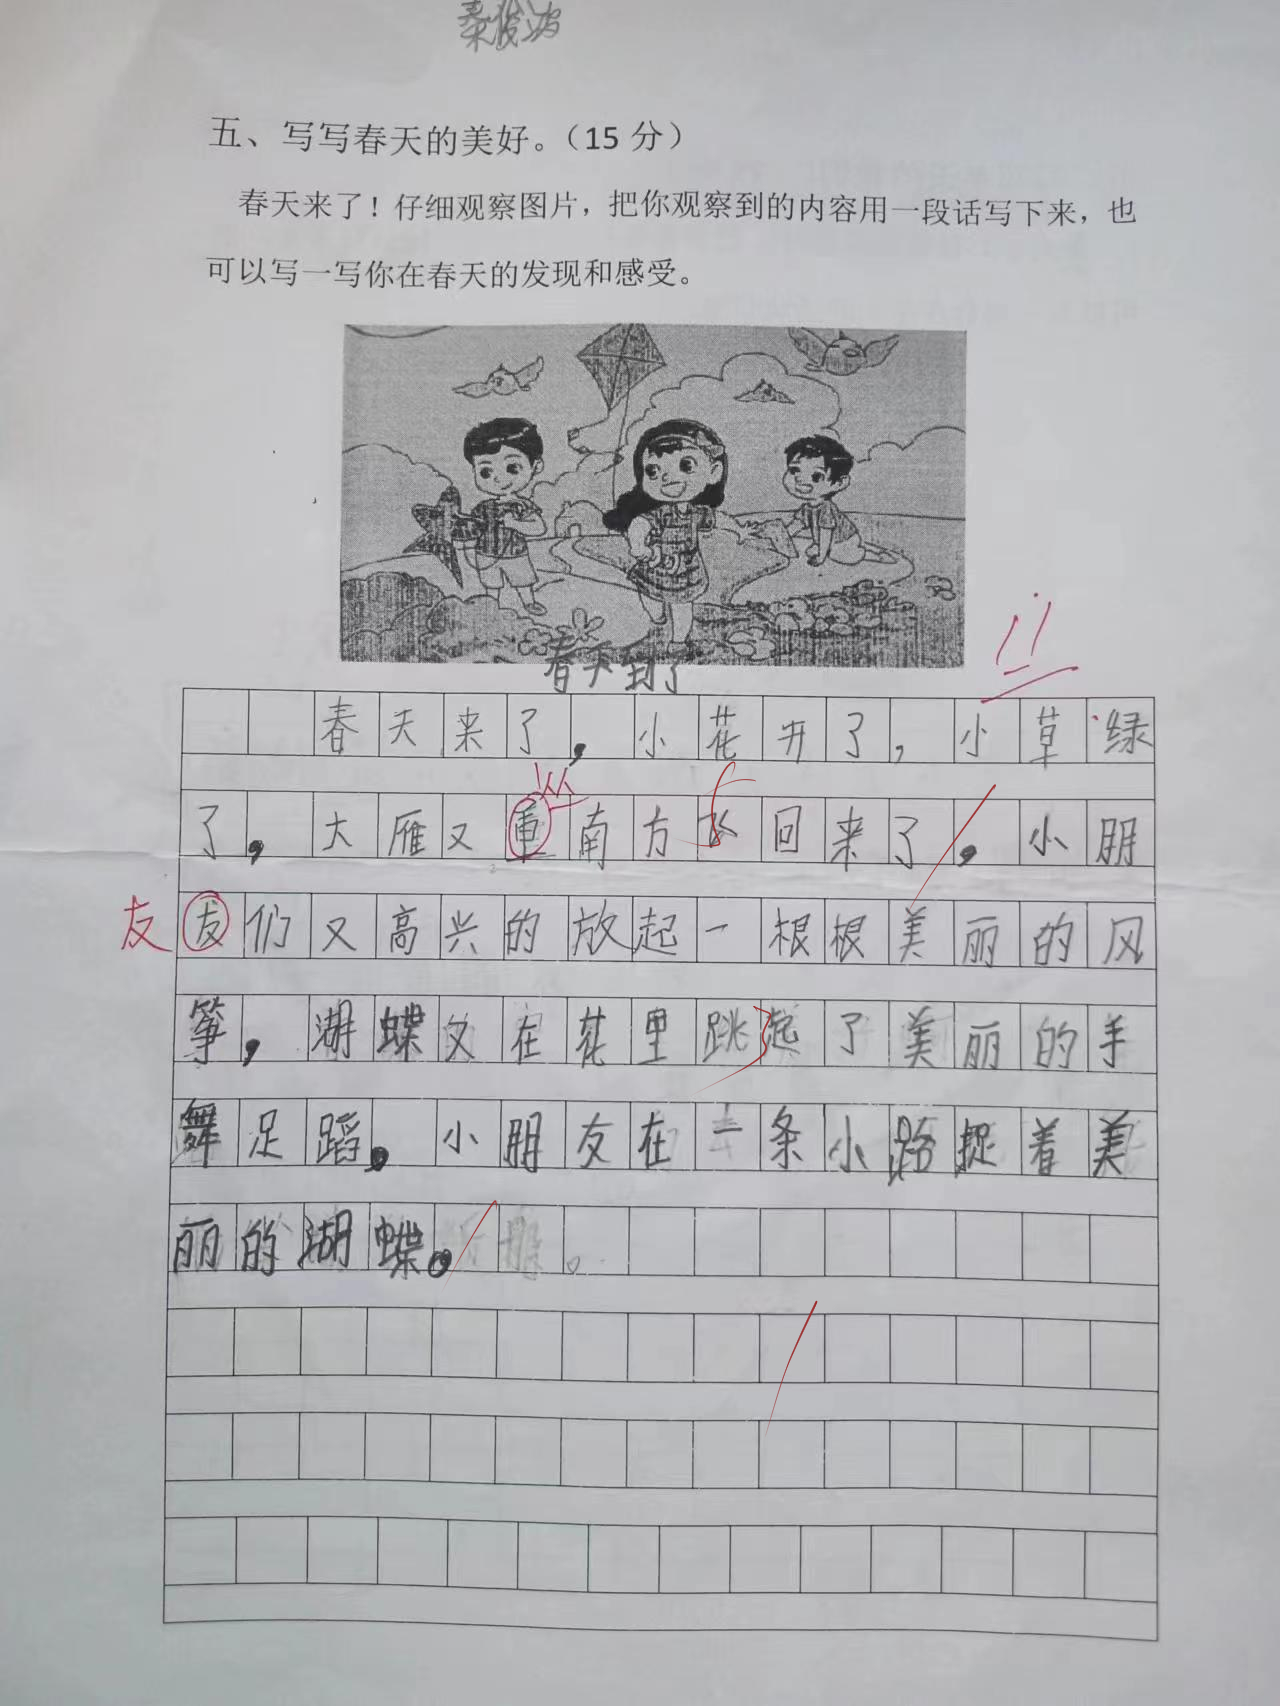 五、写写春天的美好。（15 分）
春天来了！仔细观察图片，把你观察到的内容用一段话写下来，也
可以写一写你在春天的发现和感受。
11
春天到了
春天来了，小花开了，小草绿
了，大雁又重南方飞回来了。小朋
友们又高兴的放起一根根美丽的风
友
筝，湖蝶又在花里跳起了美丽的手
舞足蹈。小朋友在一条小路捉着美
丽的湖蝶。